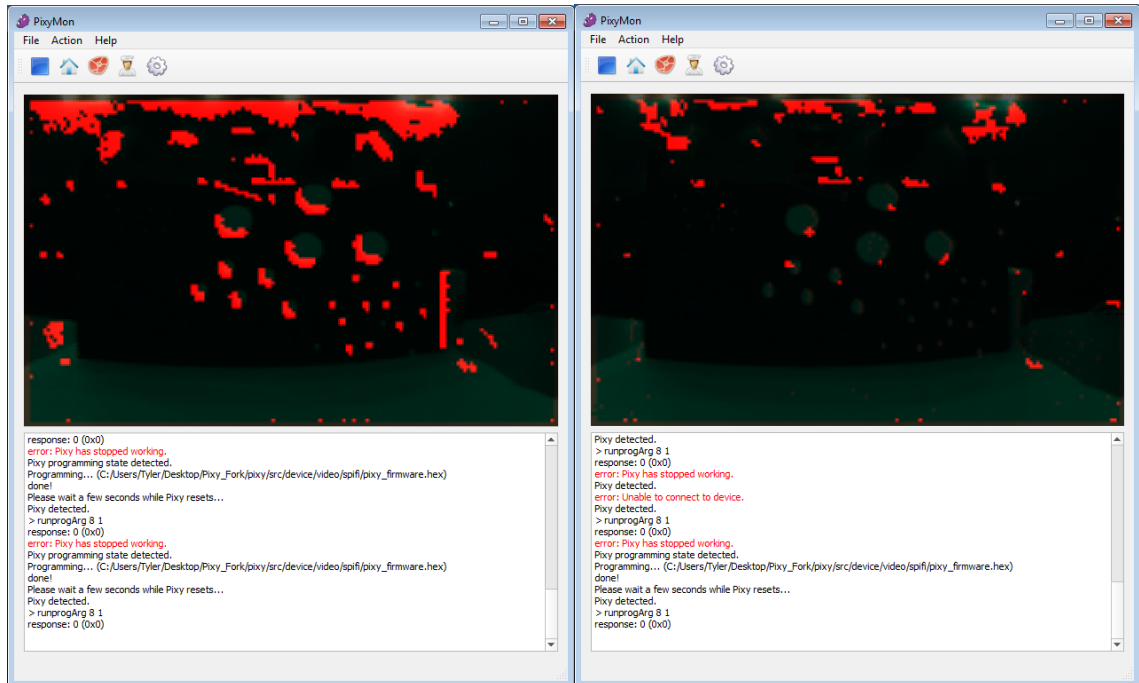 PixyMon
File Action Help
response: 0 (0x0)
error: Pixy has stopped working.
Pixy programming state detected.
Programming... (C:/Users/Tyler/Desktop/Pixy_Fork/pixy/src/device/video/spifi/pixy_firmware.hex)
done!
Please wait a few seconds while Pixy resets...
Pixy detected.
> runprogArg 8 1
response: 0 (0x0)
error: Pixy has stopped working.
Pixy programming state detected.
Programming... (C:/Users/Tyler/Desktop/Pixy_Fork/pixy/src/device/video/spifi/pixy_firmware.hex)
done!
Please wait a few seconds while Pixy resets...
Pixy detected.
> runprogArg 8 1
response: 0 (0x0)
PixyMon
File Action Help
Pixy detected.
> runprogArg 8 1
response: 0 (0x0)
error: Pixy has stopped working.
Pixy detected.
error: Unable to connect to device.
Pixy detected.
> runprogArg 8 1
response: 0 (0x0)
error: Pixy has stopped working.
Pixy programming state detected.
Programming... (C:/Users/Tyler/Desktop/Pixy_Fork/pixy/src/device/video/spifi/pixy_firmware.hex)
done!
Please wait a few seconds while Pixy resets...
Pixy detected.
> runprogArg 8 1
response: 0 (0x0)